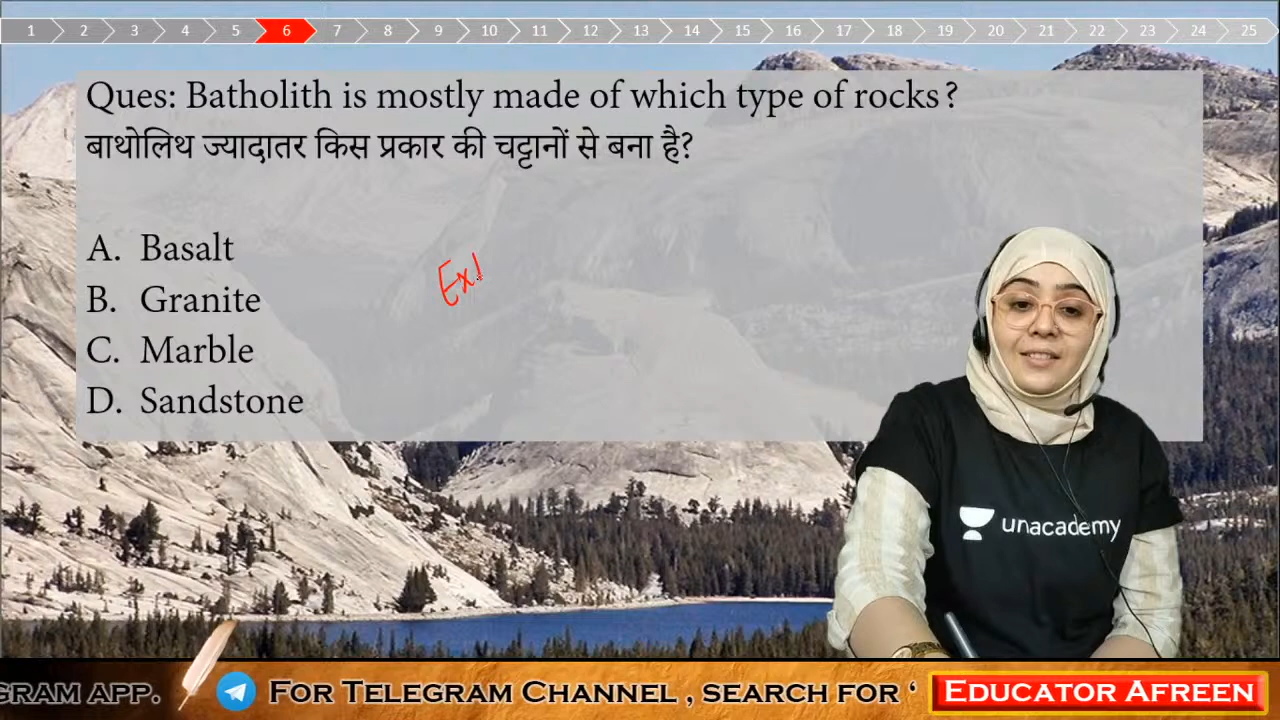 1 2 3 4 5 6 7 8 9 10 11 12 13 14 15 16 17 18 19 20 21 22 23 24 25
Ques: Batholith is mostly made of which type of rocks?
बाथोलिथ ज्यादातर किस प्रकार की चट्टानों से बना है?
A. Basalt
Ex
B. Granite
C. Marble
D. Sandstone
unacademy
GRAM APP. FOR TELEGRAM CHANNEL , SEARCH FOR ‘ EDUCATOR AFREEN